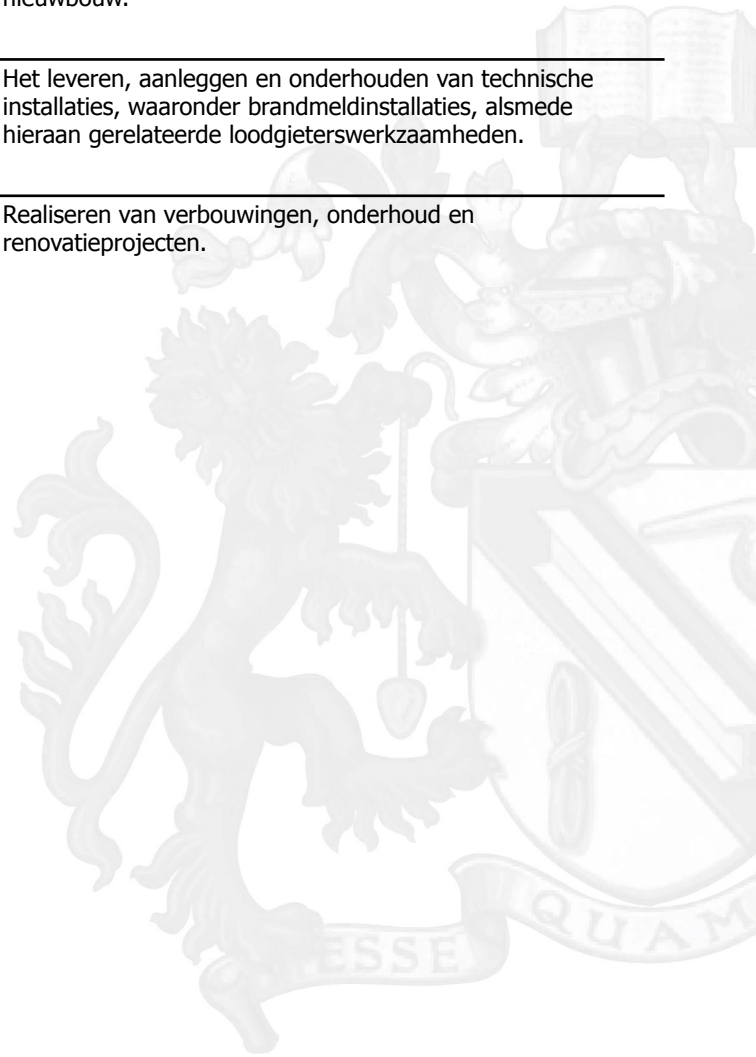 nieuwbouw.
Het leveren, aanleggen en onderhouden van technische
installaties, waaronder brandmeldinstallaties, alsmede
hieraan gerelateerde loodgieterswerkzaamheden.
Realiseren van verbouwingen, onderhoud en
renovatieprojecten.
ESSE QUAM